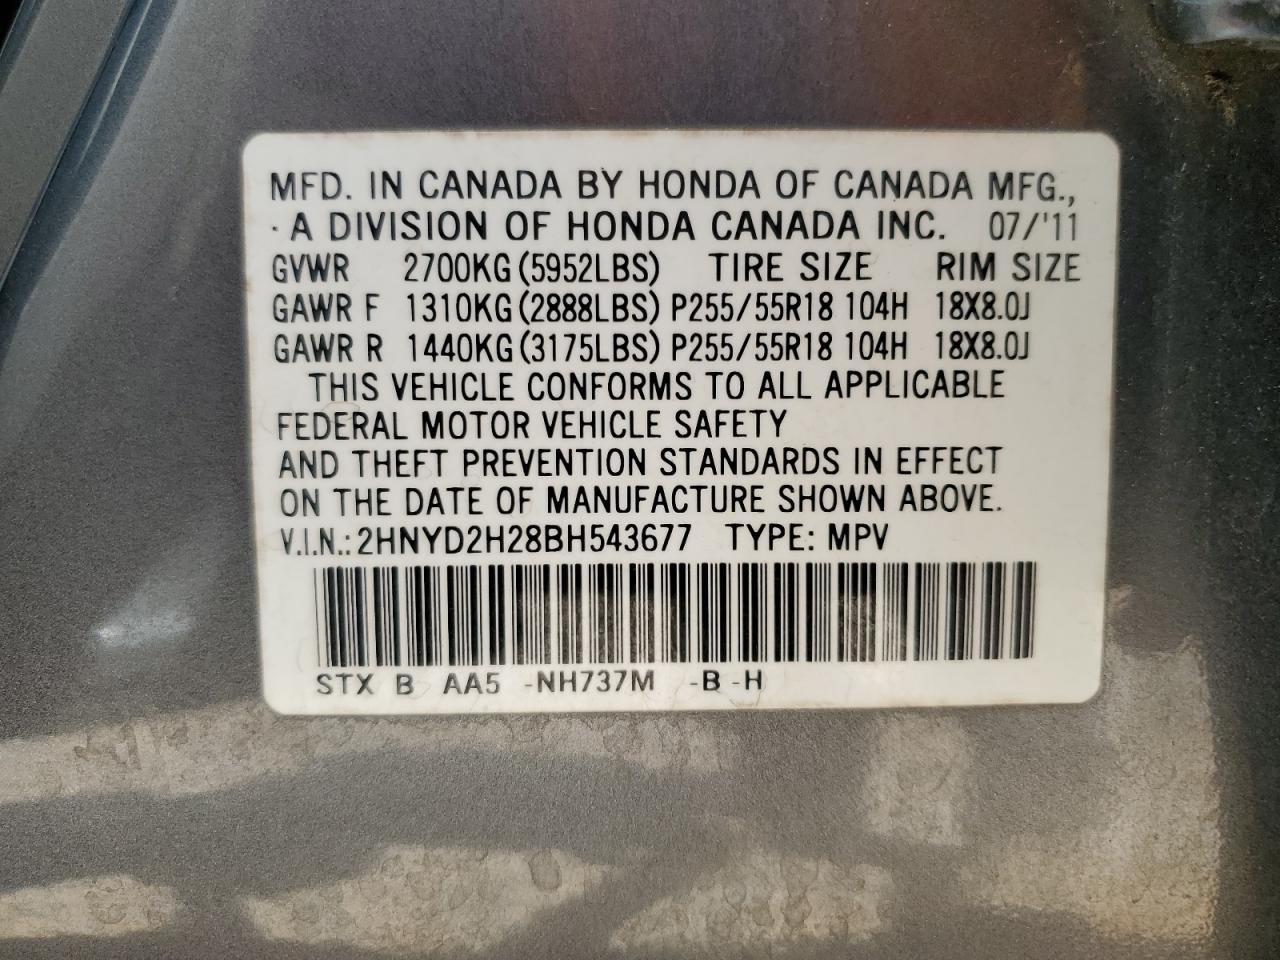 MFD. IN CANADA BY HONDA OF CANADA MFG.,
· A DIVISION OF HONDA CANADA INC. 07/'11
GVWR 2700KG(5952LBS) TIRE SIZE RIM SIZE
GAWR F 1310KG(2888LBS) P255/55R18 104H 18X8.0J
GAWR R 1440KG(3175LBS) P255/55R18 104H 18X8.0J
THIS VEHICLE CONFORMS TO ALL APPLICABLE
FEDERAL MOTOR VEHICLE SAFETY
AND THEFT PREVENTION STANDARDS IN EFFECT
ON THE DATE OF MANUFACTURE SHOWN ABOVE.
V.I.N.: 2HNYD2H28BH543677 TYPE: MPV
STX B AA5 -NH737M -B -H